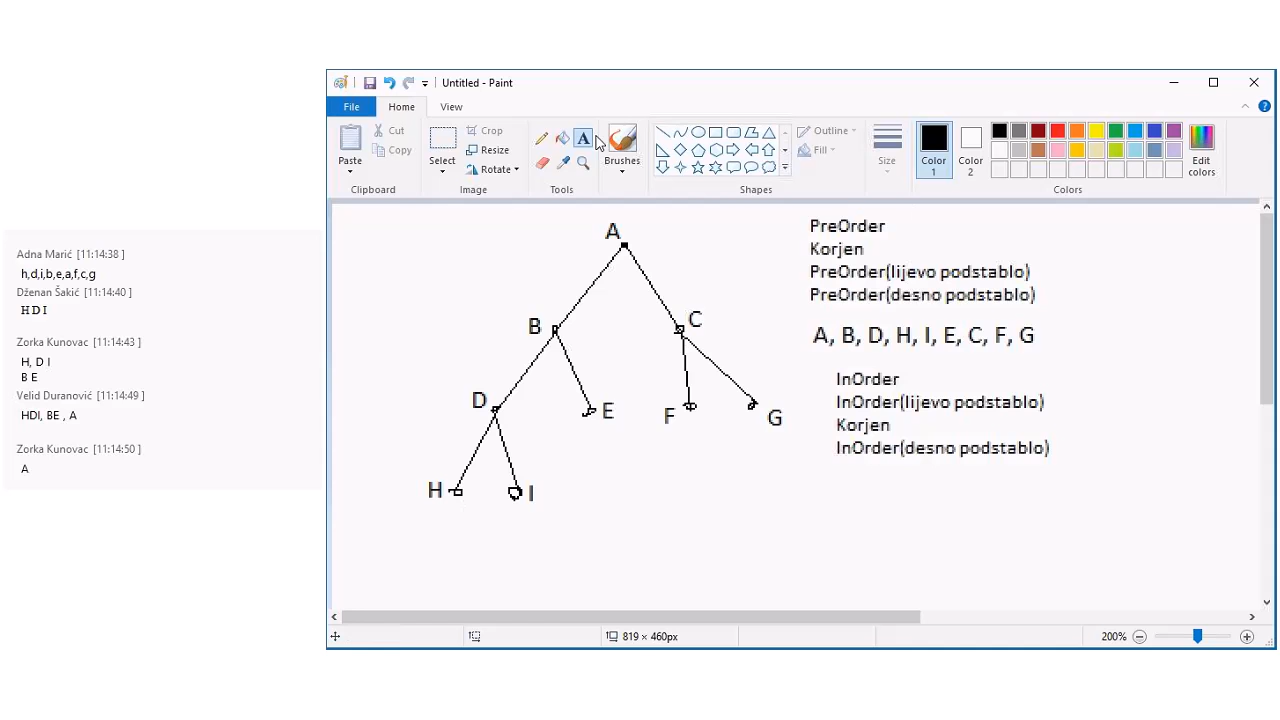 Adna Marić [11:14:38 ]
h,d,i,b,e,a,f,c,g
Dženan Šakić [11:14:40 ]
H D I
Zorka Kunovac [11:14:43]
H, D I
B E
Velid Duranović [11:14:49]
HDI, BE , A
Zorka Kunovac [11:14:50]
A
Untitled - Paint
File
Home
View
Paste
Cut
Copy
Clipboard
Select
Crop
Resize
Rotate
Image
A
Tools
Brushes
Shapes
Outline
Fill
Size
Color 1
Color 2
Edit colors
Colors
A
B
C
D
E
F
G
H
I
PreOrder
Korjen
PreOrder(lijevo podstablo)
PreOrder(desno podstablo)
A, B, D, H, I, E, C, F, G
InOrder
InOrder(lijevo podstablo)
Korjen
InOrder(desno podstablo)
819 × 460px
200%